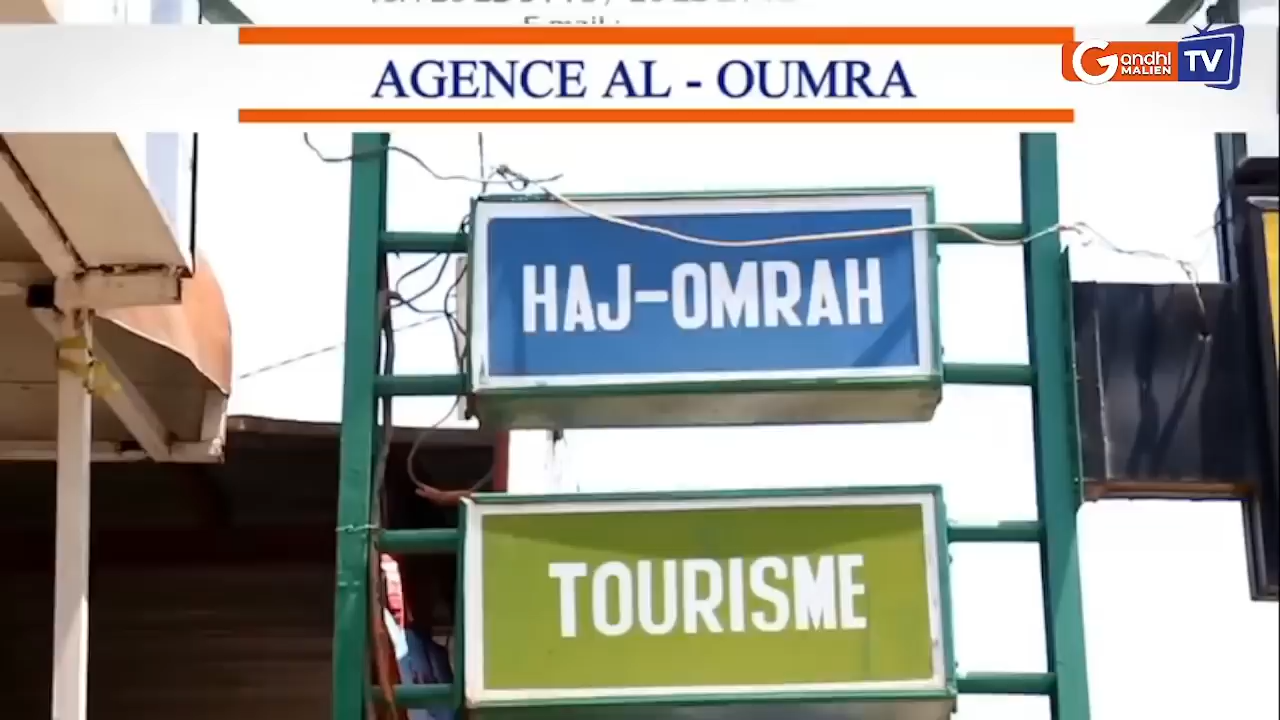 AGENCE AL - OUMRA
Gandhi
MALIEN
TV
HAJ-OMRAH
TOURISME